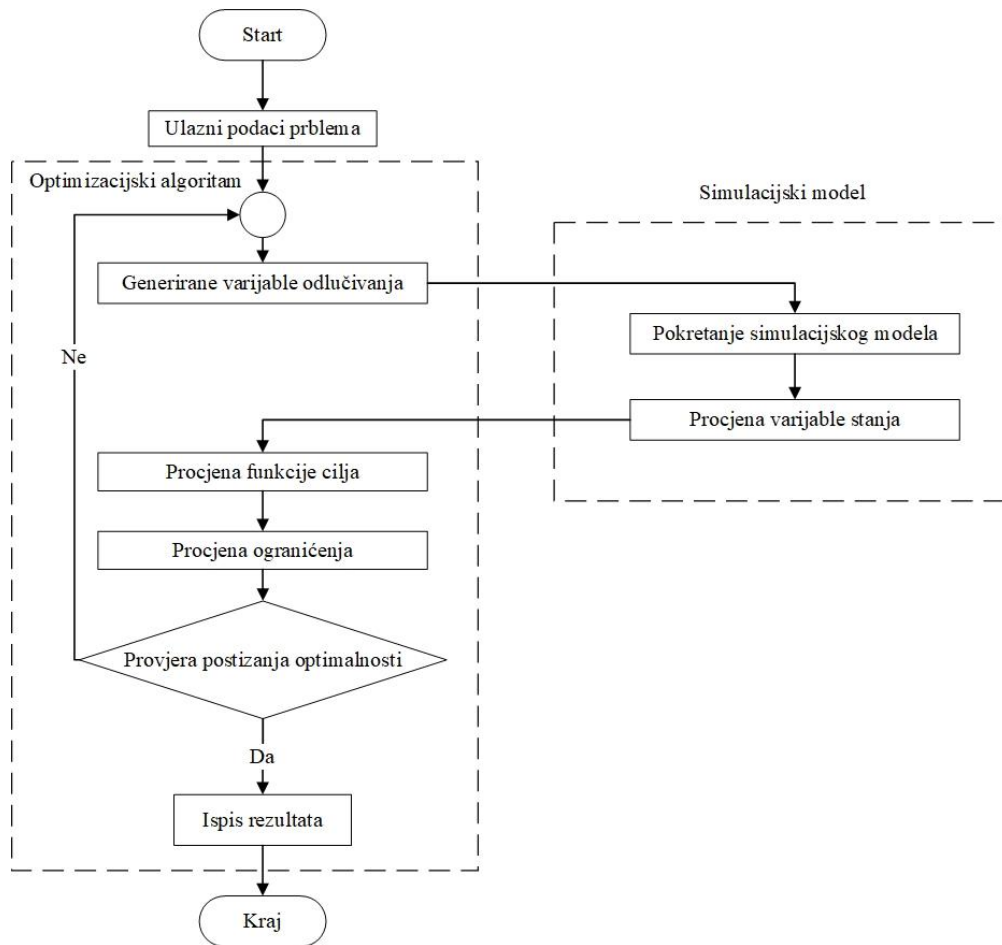 Start
Ulazni podaci prblema
Optimizacijski algoritam
Simulacijski model
Generirane varijable odlučivanja
Pokretanje simulacijskog modela
Ne
Procjena varijable stanja
Procjena funkcije cilja
Procjena ogranićenja
Provjera postizanja optimalnosti
Da
Ispis rezultata
Kraj